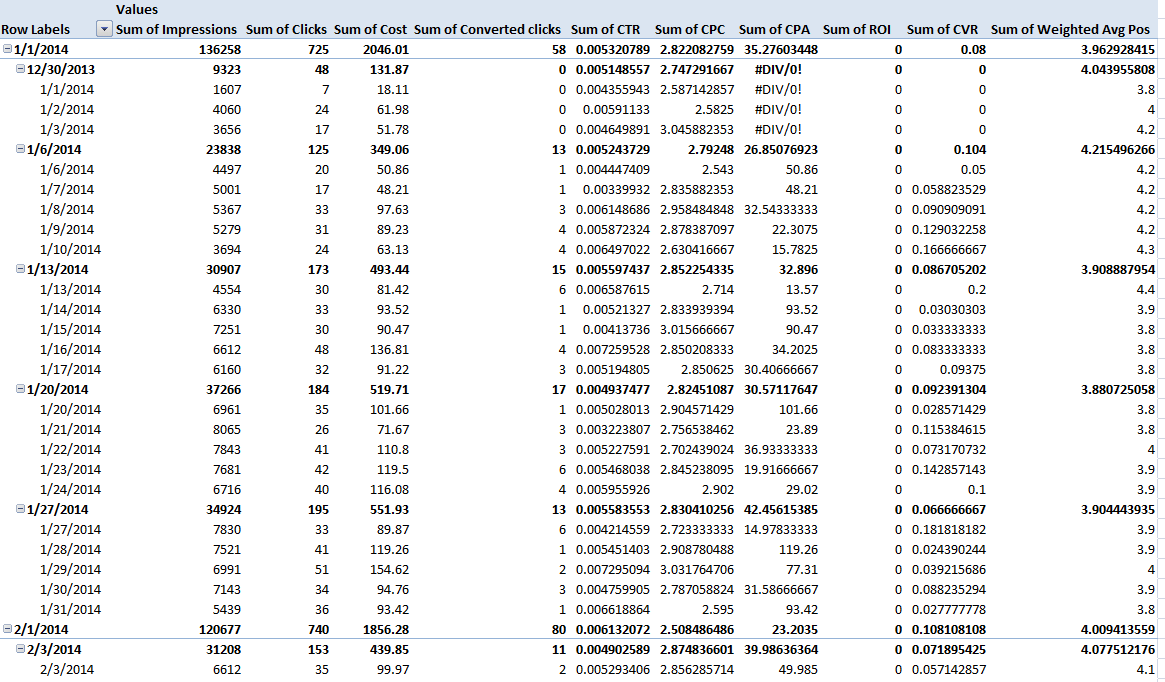 Values
Row Labels Sum of Impressions Sum of Clicks Sum of Cost Sum of Converted clicks Sum of CTR Sum of CPC Sum of CPA Sum of ROI Sum of CVR Sum of Weighted Avg Pos
1/1/2014 136258 725 2046.01 58 0.005320789 2.822082759 35.27603448 0 0.08 3.962928415
12/30/2013 9323 48 131.87 0 0.005148557 2.747291667 #DIV/0! 0 0 4.043955808
1/1/2014 1607 7 18.11 0 0.004355943 2.587142857 #DIV/0! 0 0 3.8
1/2/2014 4060 24 61.98 0 0.00591133 2.5825 #DIV/0! 0 0 4
1/3/2014 3656 17 51.78 0 0.004649891 3.045882353 #DIV/0! 0 0 4.2
1/6/2014 23838 125 349.06 13 0.005243729 2.79248 26.85076923 0 0.104 4.215496266
1/6/2014 4497 20 50.86 1 0.004447409 2.543 50.86 0 0.05 4.2
1/7/2014 5001 17 48.21 1 0.00339932 2.835882353 48.21 0 0.058823529 4.2
1/8/2014 5367 33 97.63 3 0.006148686 2.958484848 32.54333333 0 0.090909091 4.2
1/9/2014 5279 31 89.23 4 0.005872324 2.878387097 22.3075 0 0.129032258 4.2
1/10/2014 3694 24 63.13 4 0.006497022 2.630416667 15.7825 0 0.166666667 4.3
1/13/2014 30907 173 493.44 15 0.005597437 2.852254335 32.896 0 0.086705202 3.908887954
1/13/2014 4554 30 81.42 6 0.006587615 2.714 13.57 0 0.2 4.4
1/14/2014 6330 33 93.52 1 0.00521327 2.833939394 93.52 0 0.03030303 3.9
1/15/2014 7251 30 90.47 1 0.00413736 3.015666667 90.47 0 0.033333333 3.8
1/16/2014 6612 48 136.81 4 0.007259528 2.850208333 34.2025 0 0.083333333 3.8
1/17/2014 6160 32 91.22 3 0.005194805 2.850625 30.40666667 0 0.09375 3.8
1/20/2014 37266 184 519.71 17 0.004937477 2.82451087 30.57117647 0 0.092391304 3.880725058
1/20/2014 6961 35 101.66 1 0.005028013 2.904571429 101.66 0 0.028571429 3.8
1/21/2014 8065 26 71.67 3 0.003223807 2.756538462 23.89 0 0.115384615 3.8
1/22/2014 7843 41 110.8 3 0.005227591 2.702439024 36.93333333 0 0.073170732 4
1/23/2014 7681 42 119.5 6 0.005468038 2.845238095 19.91666667 0 0.142857143 3.9
1/24/2014 6716 40 116.08 4 0.005955926 2.902 29.02 0 0.1 3.9
1/27/2014 34924 195 551.93 13 0.005583553 2.830410256 42.45615385 0 0.066666667 3.904443935
1/27/2014 7830 33 89.87 6 0.004214559 2.723333333 14.97833333 0 0.181818182 3.9
1/28/2014 7521 41 119.26 1 0.005451403 2.908780488 119.26 0 0.024390244 3.9
1/29/2014 6991 51 154.62 2 0.007295094 3.031764706 77.31 0 0.039215686 4
1/30/2014 7143 34 94.76 3 0.004759905 2.787058824 31.58666667 0 0.088235294 3.9
1/31/2014 5439 36 93.42 1 0.006618864 2.595 93.42 0 0.027777778 3.8
2/1/2014 120677 740 1856.28 80 0.006132072 2.508486486 23.2035 0 0.108108108 4.009413559
2/3/2014 31208 153 439.85 11 0.004902589 2.874836601 39.98636364 0 0.071895425 4.077512176
2/3/2014 6612 35 99.97 2 0.005293406 2.856285714 49.985 0 0.057142857 4.1